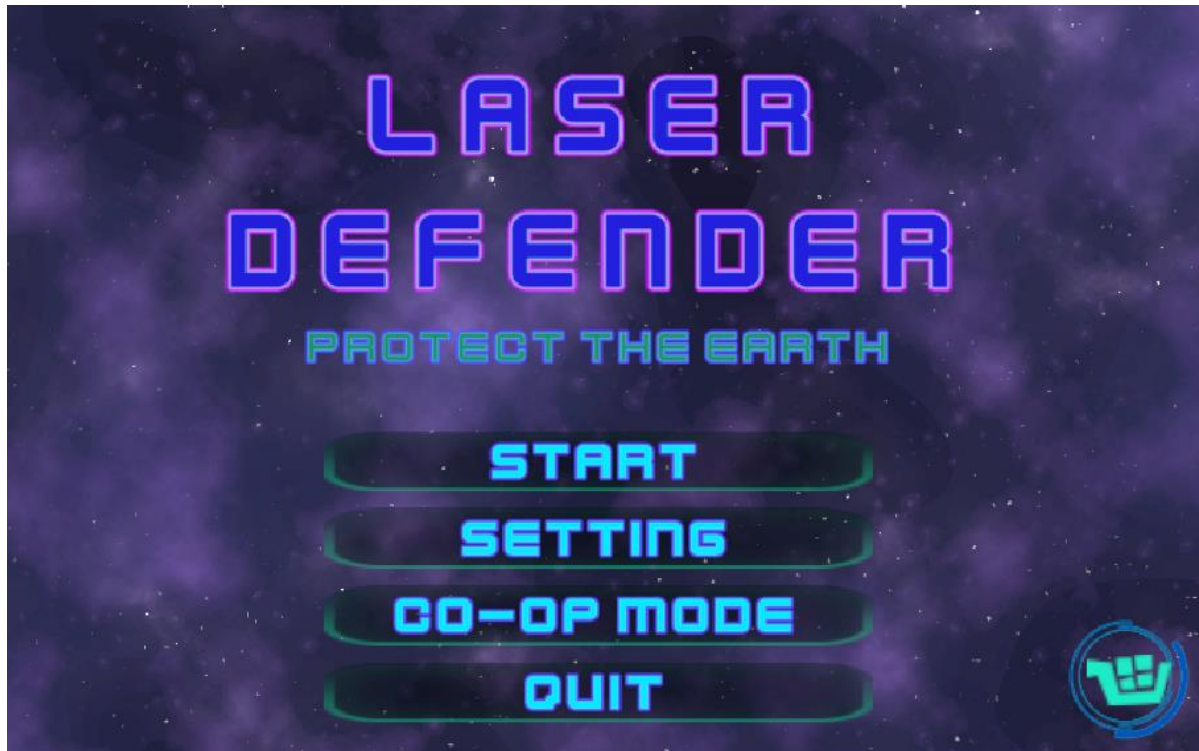 LASER
DEFENDER
PROTECT THE EARTH
START
SETTING
CO-OP MODE
QUIT